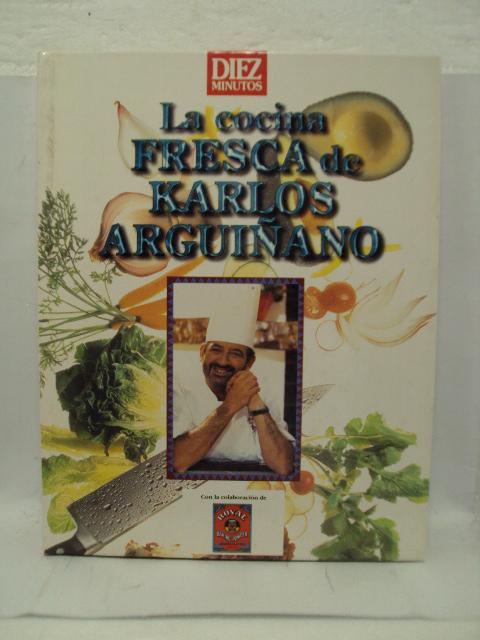 DIEZ
MINUTOS
La cocina
FRESCA de
KARLOS
ARGUIÑANO
Con la colaboración de
ROYAL